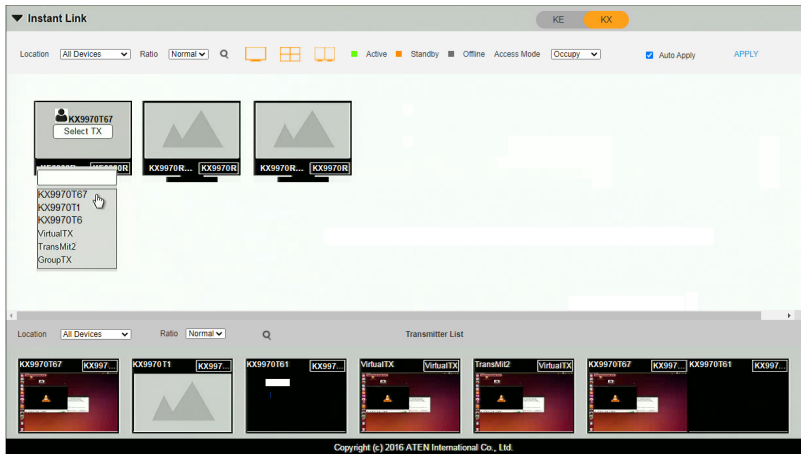 Instant Link
KE KX
Location All Devices Ratio Normal Active Standby Offline Access Mode Occupy Auto Apply APPLY
KX9970T67
Select TX
KX9970R... KX9970R KX9970R... KX9970R
KX9970T67
KX9970T1
KX9970T6
VirtualTX
TransMit2
GroupTX
Location All Devices Ratio Normal Transmitter List
KX9970T67 KX997... KX9970T1 KX997... KX9970T61 KX997... VirtualTX VirtualTX TransMit2 VirtualTX KX9970T67 KX997... KX9970T61 KX997...
Copyright (c) 2016 ATEN International Co., Ltd.